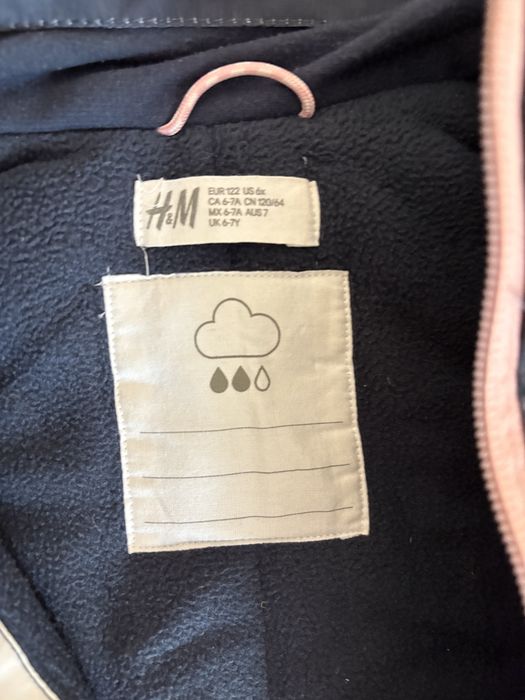 H&M
EUR 122 US 6x
CA 6-7A CN 120/64
MX 6-7A AUS 7
UK 6-7Y